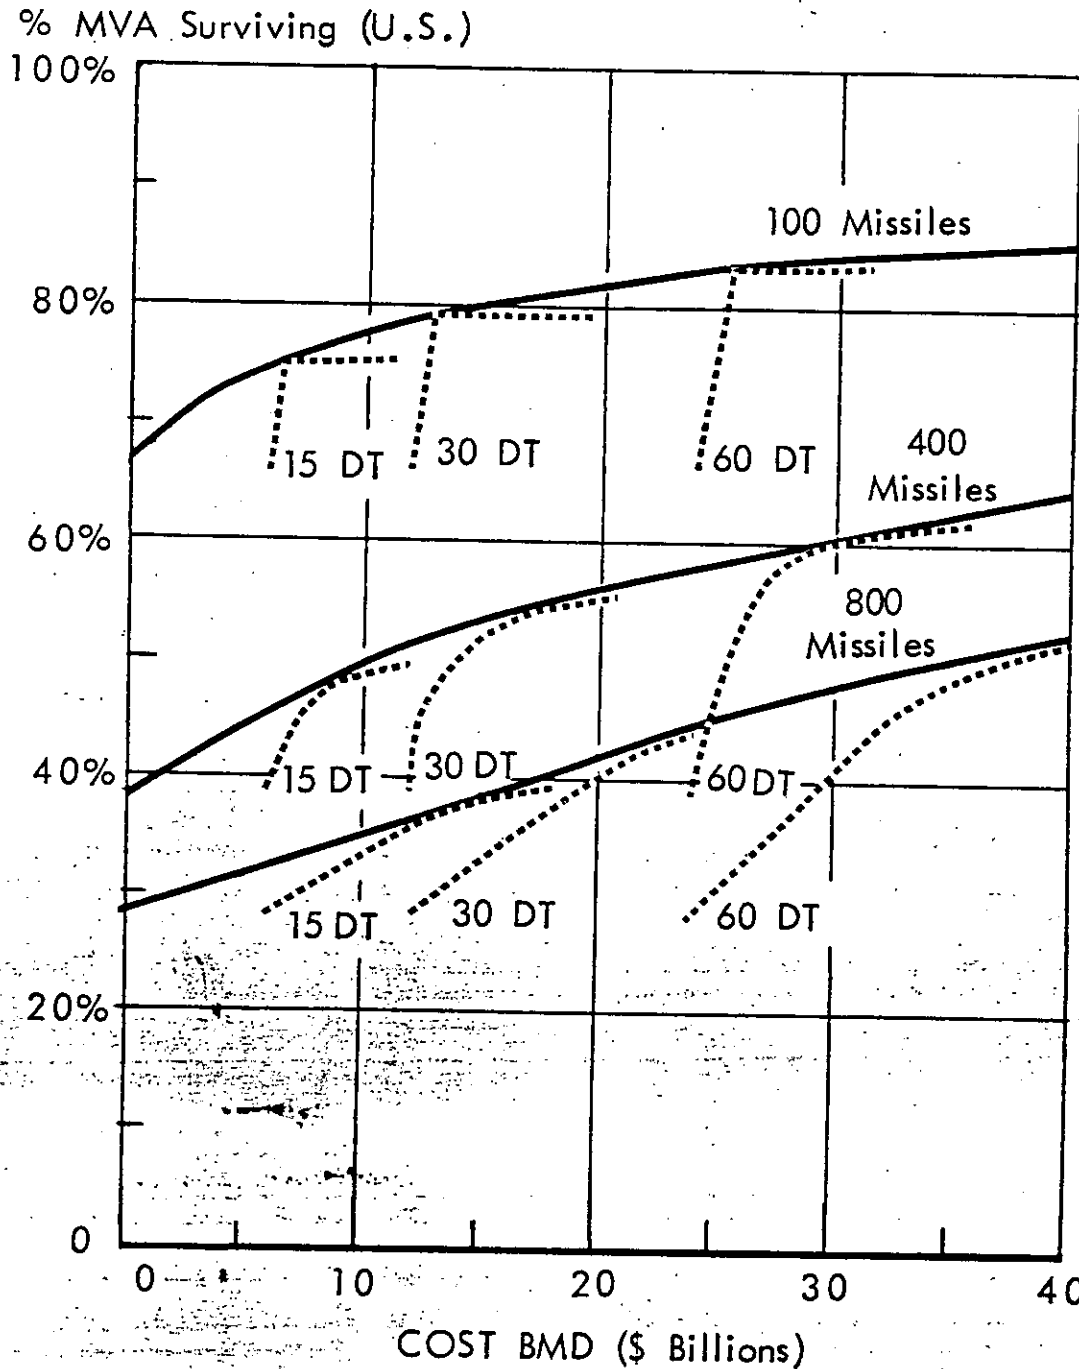 % MVA Surviving (U.S.)
100%
100 Missiles
80%
15 DT
30 DT
60 DT
400
Missiles
60%
800
Missiles
40%
15 DT
30 DT
60 DT
15 DT
30 DT
60 DT
20%
0
0 10 20 30 40
COST BMD ($ Billions)